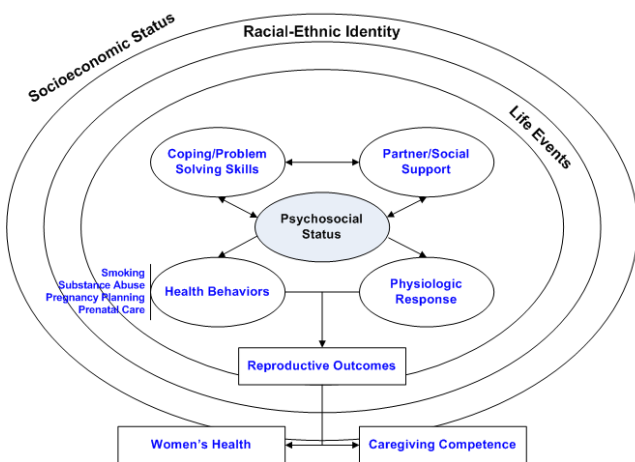 Socioeconomic Status
Racial-Ethnic Identity
Life Events
Coping/Problem
Solving Skills
Partner/Social
Support
Psychosocial
Status
Smoking
Substance Abuse
Pregnancy Planning
Prenatal Care
Health Behaviors
Physiologic
Response
Reproductive Outcomes
Women's Health
Caregiving Competence